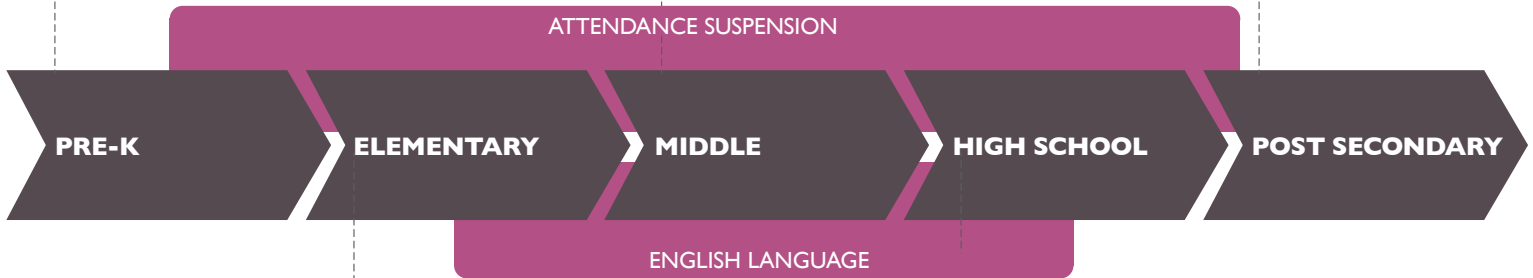 ATTENDANCE SUSPENSION
PRE-K
ELEMENTARY
MIDDLE
HIGH SCHOOL
POST SECONDARY
ENGLISH LANGUAGE